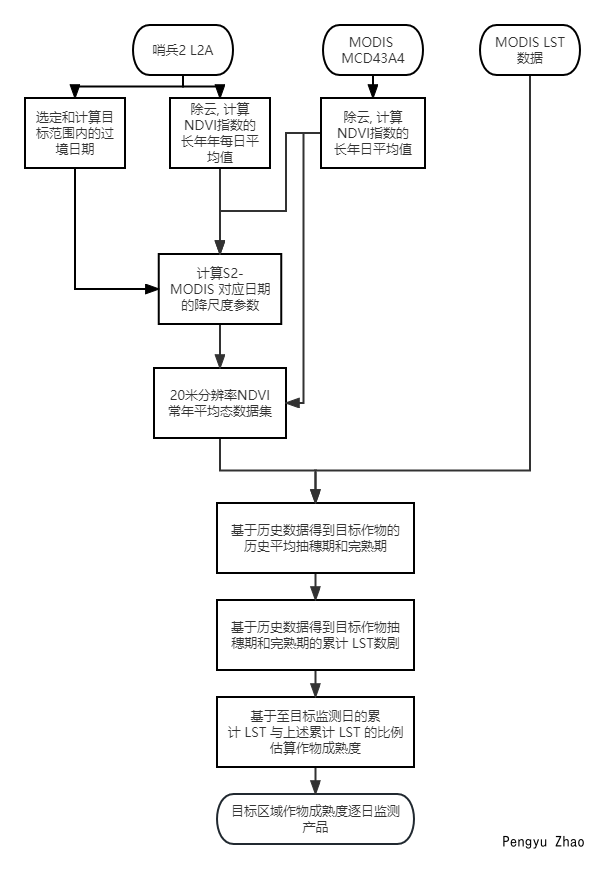 哨兵2 L2A
MODIS
MCD43A4
MODIS LST
数据
选定和计算目
标范围内的过
境日期
除云, 计算
NDVI指数的
长年年每日平
均值
除云, 计算
NDVI指数的
长年日平均值
计算S2-
MODIS 对应日期
的降尺度参数
20米分辨率NDVI
常年平均态数据集
基于历史数据得到目标作物的
历史平均抽穗期和完熟期
基于历史数据得到目标作物抽
穗期和完熟期的累计 LST数剧
基于至目标监测日的累
计 LST 与上述累计 LST 的比例
估算作物成熟度
目标区域作物成熟度逐日监测
产品
Pengyu Zhao